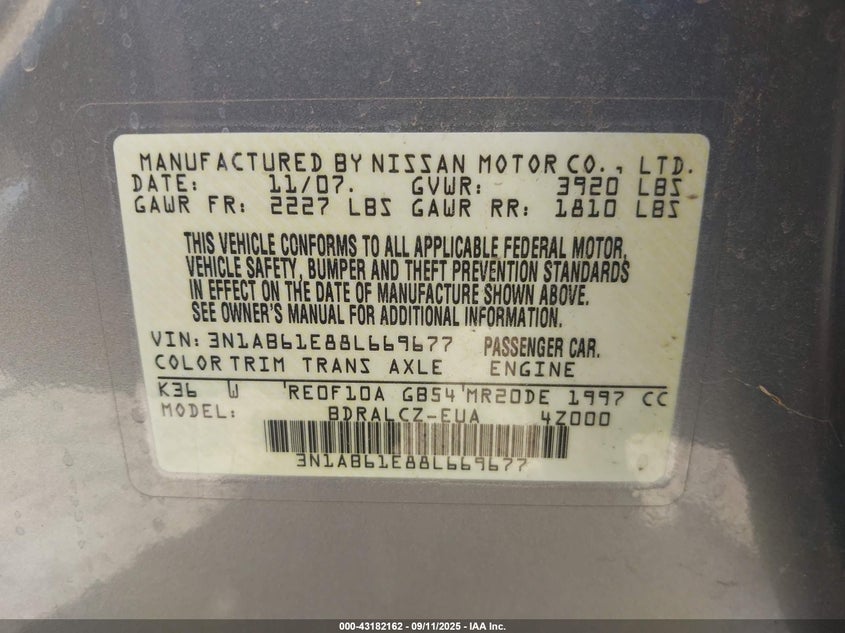 MANUFACTURED BY NISSAN MOTOR CO., LTD.
DATE: 11/07. GVWR: 3920 LBS
GAWR FR: 2227 LBS GAWR RR: 1810 LBS
THIS VEHICLE CONFORMS TO ALL APPLICABLE FEDERAL MOTOR,
VEHICLE SAFETY, BUMPER AND THEFT PREVENTION STANDARDS
IN EFFECT ON THE DATE OF MANUFACTURE SHOWN ABOVE.
SEE OWNER'S MANUAL FOR ADDITIONAL INFORMATION.
VIN: 3N1AB61E88L669677 PASSENGER CAR.
COLOR TRIM TRANS AXLE ENGINE
K36 W 'RE0F10A GB54'MR20DE 1997 CC
MODEL: BDRALCZ-EUA 4Z000
3N1AB61E88L669677
000-43182162 - 09/11/2025 - IAA Inc.